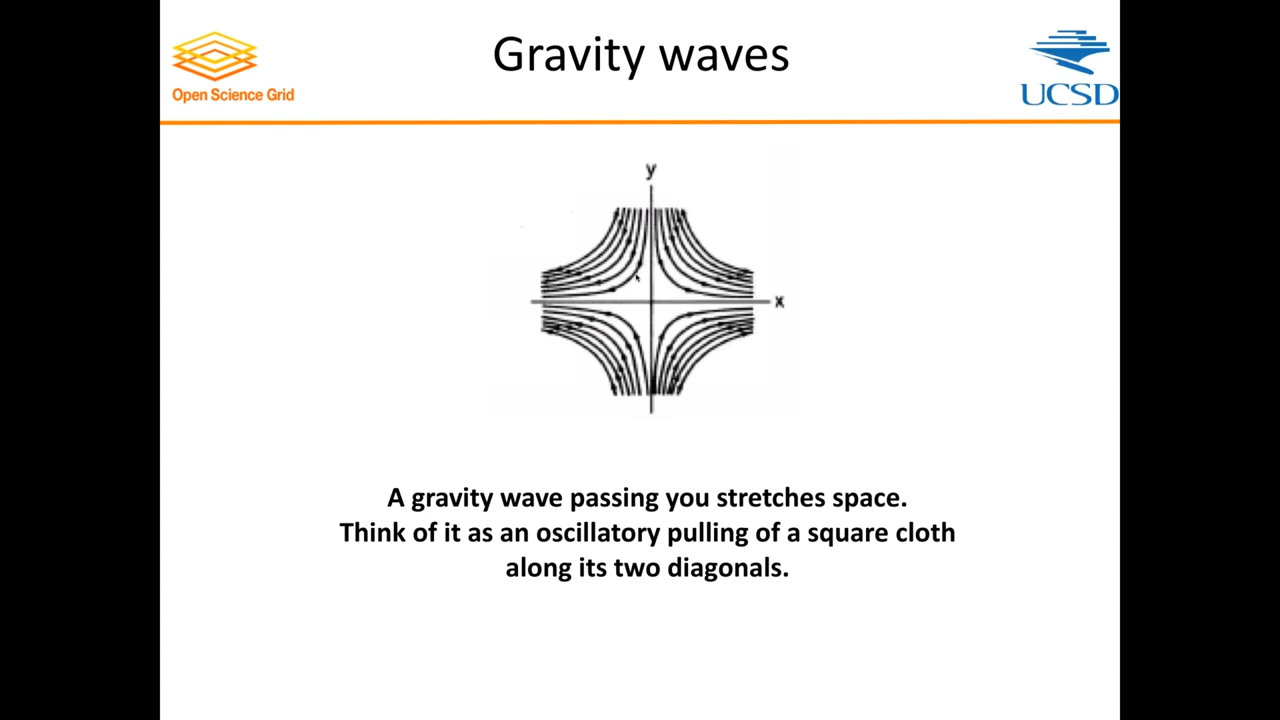 Gravity waves
Open Science Grid
UCSD
y
x
A gravity wave passing you stretches space.
Think of it as an oscillatory pulling of a square cloth
along its two diagonals.